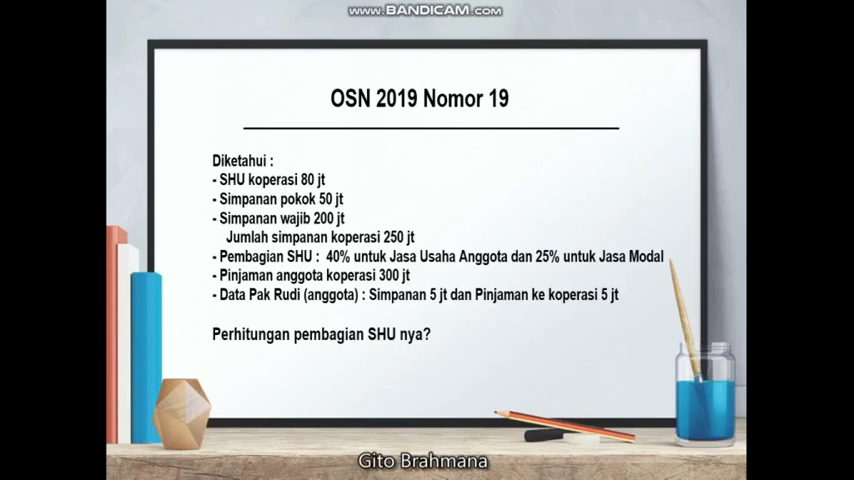 www.BANDICAM.com
OSN 2019 Nomor 19
Diketahui :
- SHU koperasi 80 jt
- Simpanan pokok 50 jt
- Simpanan wajib 200 jt
Jumlah simpanan koperasi 250 jt
- Pembagian SHU : 40% untuk Jasa Usaha Anggota dan 25% untuk Jasa Modal
- Pinjaman anggota koperasi 300 jt
- Data Pak Rudi (anggota) : Simpanan 5 jt dan Pinjaman ke koperasi 5 jt
Perhitungan pembagian SHU nya?
Gito Brahmana